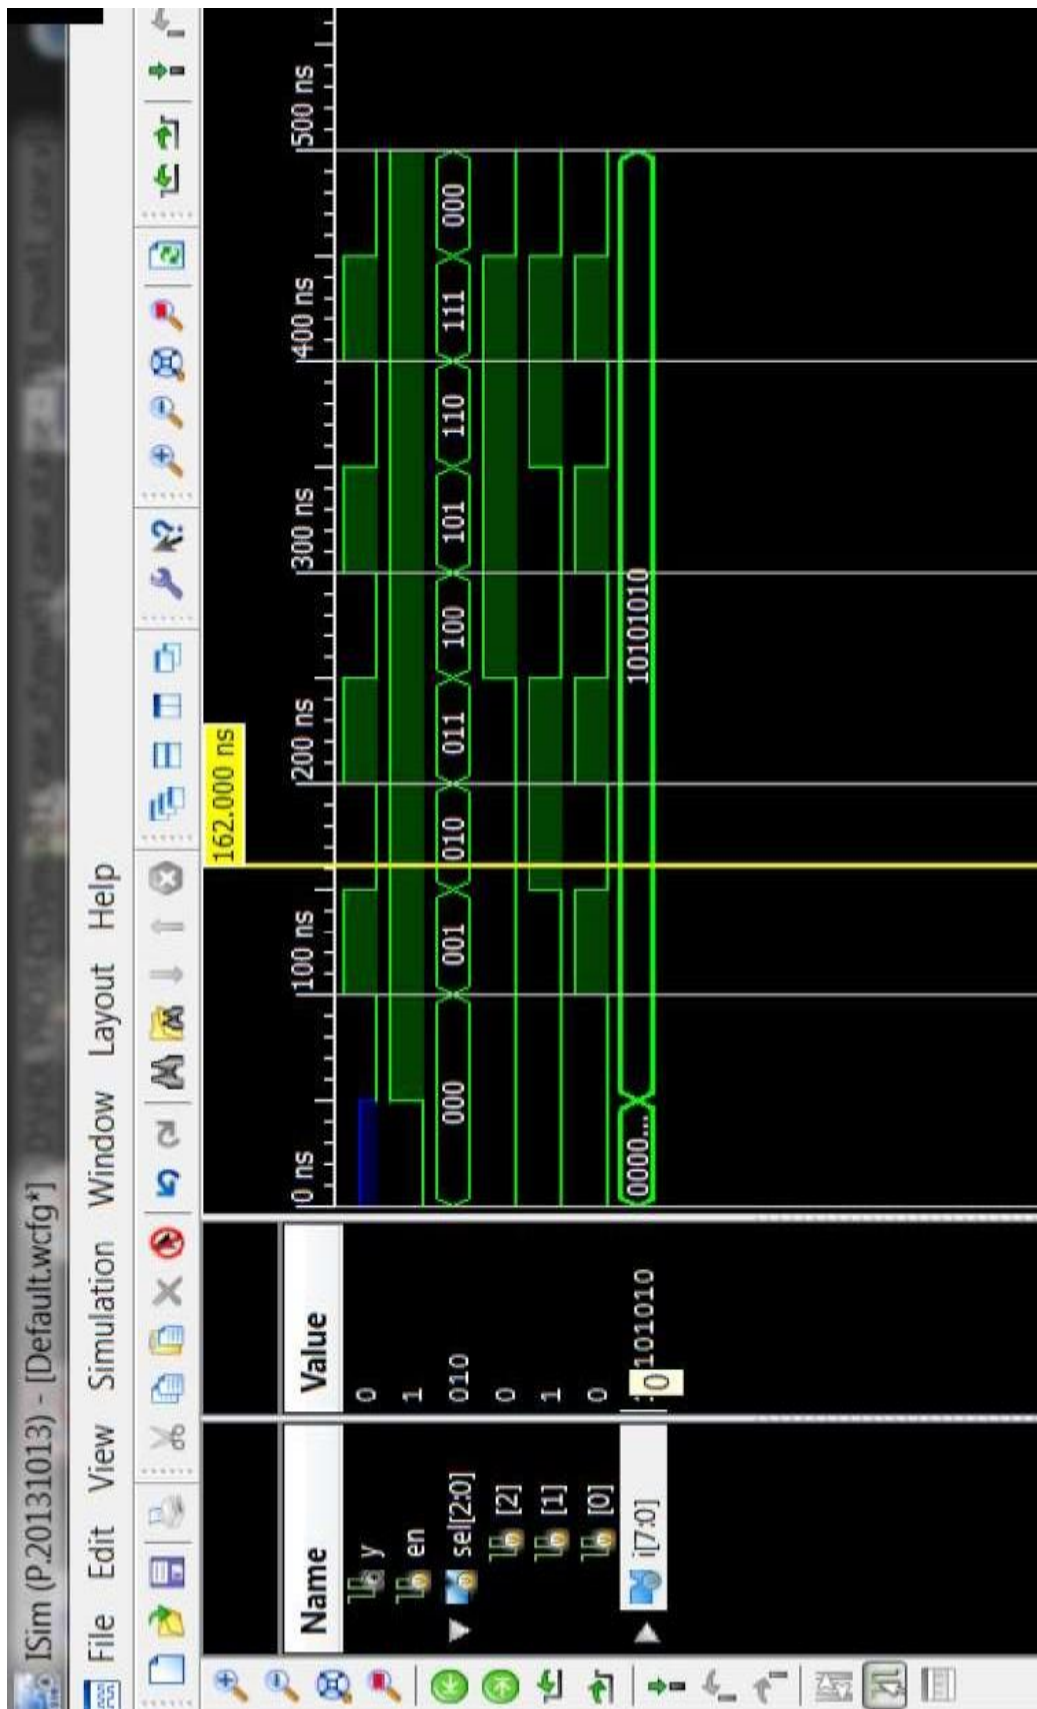 ISim (P.20131013) - [Default.wcfg*]
File Edit View Simulation Window Layout Help
162.000 ns
Name Value
0 ns 100 ns 200 ns 300 ns 400 ns 500 ns
y 0
en 1
sel[2:0] 010 000 001 010 011 100 101 110 111 000
[2] 0
[1] 1
[0] 0
i[7:0] 101010 0000... 10101010
0